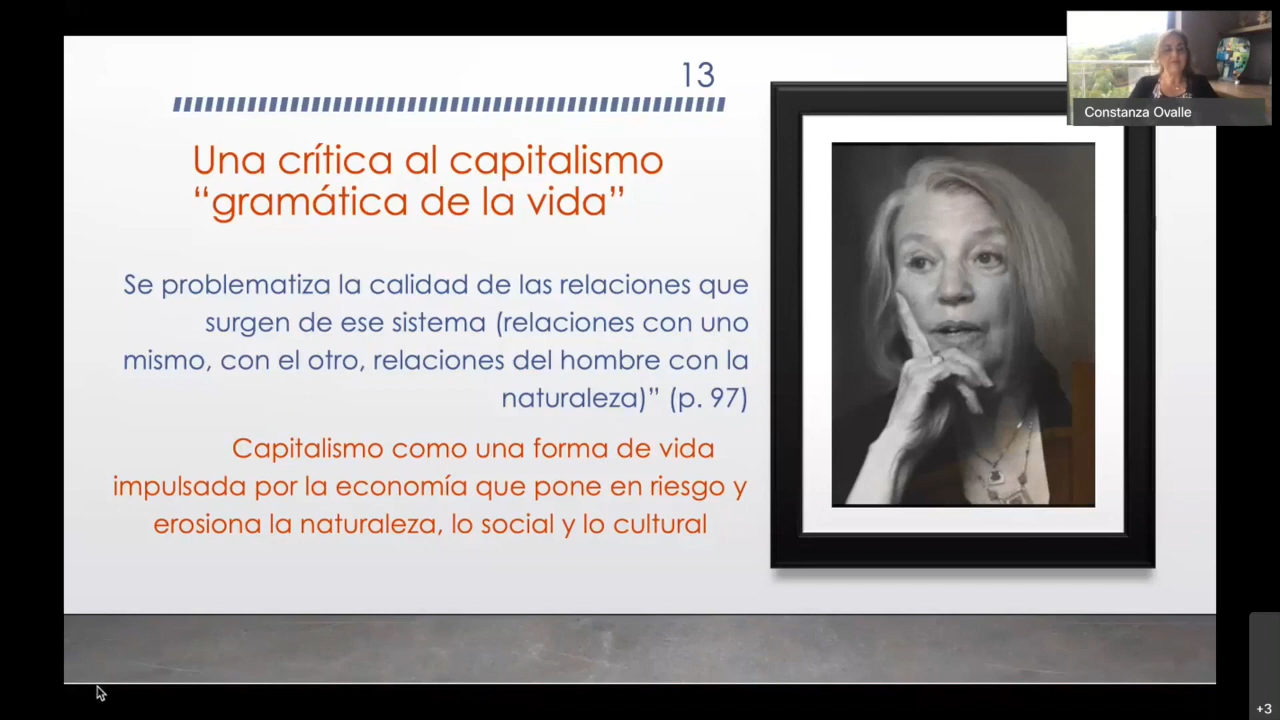 13
Una crítica al capitalismo
“gramática de la vida”
Se problematiza la calidad de las relaciones que
surgen de ese sistema (relaciones con uno
mismo, con el otro, relaciones del hombre con la
naturaleza)” (p. 97)
Capitalismo como una forma de vida
impulsada por la economía que pone en riesgo y
erosiona la naturaleza, lo social y lo cultural
Constanza Ovalle
+3